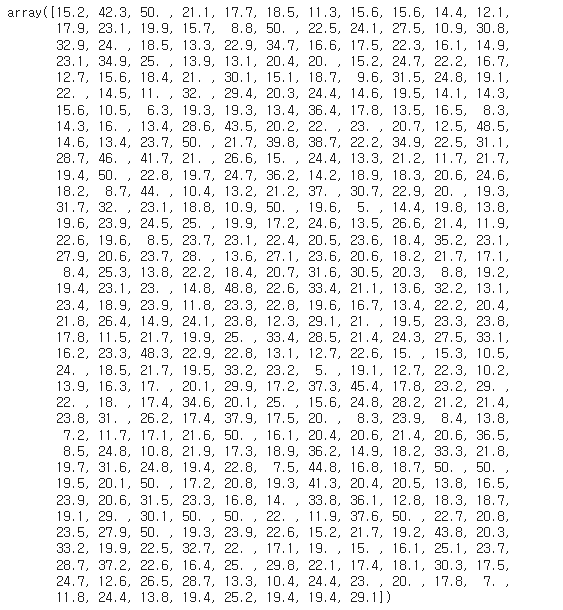 array([15.2, 42.3, 50. , 21.1, 17.7, 18.5, 11.3, 15.6, 15.6, 14.4, 12.1,
       17.9, 23.1, 19.9, 15.7,  8.8, 50. , 22.5, 24.1, 27.5, 10.9, 30.8,
       32.9, 24. , 18.5, 13.3, 22.9, 34.7, 16.6, 17.5, 22.3, 16.1, 14.9,
       23.1, 34.9, 25. , 13.9, 13.1, 20.4, 20. , 15.2, 24.7, 22.2, 16.7,
       12.7, 15.6, 18.4, 21. , 30.1, 15.1, 18.7,  9.6, 31.5, 24.8, 19.1,
       22. , 14.5, 11. , 32. , 29.4, 20.3, 24.4, 14.6, 19.5, 14.1, 14.3,
       15.6, 10.5,  6.3, 19.3, 19.3, 13.4, 36.4, 17.8, 13.5, 16.5,  8.3,
       14.3, 16. , 13.4, 28.6, 43.5, 20.2, 22. , 23. , 20.7, 12.5, 48.5,
       14.6, 13.4, 23.7, 50. , 21.7, 39.8, 38.7, 22.2, 34.9, 22.5, 31.1,
       28.7, 46. , 41.7, 21. , 26.6, 15. , 24.4, 13.3, 21.2, 11.7, 21.7,
       19.4, 50. , 22.8, 19.7, 24.7, 36.2, 14.2, 18.9, 18.3, 20.6, 24.6,
       18.2,  8.7, 44. , 10.4, 13.2, 21.2, 37. , 30.7, 22.9, 20. , 19.3,
       31.7, 32. , 23.1, 18.8, 10.9, 50. , 19.6,  5. , 14.4, 19.8, 13.8,
       19.6, 23.9, 24.5, 25. , 19.9, 17.2, 24.6, 13.5, 26.6, 21.4, 11.9,
       22.6, 19.6,  8.5, 23.7, 23.1, 22.4, 20.5, 23.6, 18.4, 35.2, 23.1,
       27.9, 20.6, 23.7, 28. , 13.6, 27.1, 23.6, 20.6, 18.2, 21.7, 17.1,
        8.4, 25.3, 13.8, 22.2, 18.4, 20.7, 31.6, 30.5, 20.3,  8.8, 19.2,
       19.4, 23.1, 23. , 14.8, 48.8, 22.6, 33.4, 21.1, 13.6, 32.2, 13.1,
       23.4, 18.9, 23.9, 11.8, 23.3, 22.8, 19.6, 16.7, 13.4, 22.2, 20.4,
       21.8, 26.4, 14.9, 24.1, 23.8, 12.3, 29.1, 21. , 19.5, 23.3, 23.8,
       17.8, 11.5, 21.7, 19.9, 25. , 33.4, 28.5, 21.4, 24.3, 27.5, 33.1,
       16.2, 23.3, 48.3, 22.9, 22.8, 13.1, 12.7, 22.6, 15. , 15.3, 10.5,
       24. , 18.5, 21.7, 19.5, 33.2, 23.2,  5. , 19.1, 12.7, 22.3, 10.2,
       13.9, 16.3, 17. , 20.1, 29.9, 17.2, 37.3, 45.4, 17.8, 23.2, 29. ,
       22. , 18. , 17.4, 34.6, 20.1, 25. , 15.6, 24.8, 28.2, 21.2, 21.4,
       23.8, 31. , 26.2, 17.4, 37.9, 17.5, 20. ,  8.3, 23.9,  8.4, 13.8,
        7.2, 11.7, 17.1, 21.6, 50. , 16.1, 20.4, 20.6, 21.4, 20.6, 36.5,
        8.5, 24.8, 10.8, 21.9, 17.3, 18.9, 36.2, 14.9, 18.2, 33.3, 21.8,
       19.7, 31.6, 24.8, 19.4, 22.8,  7.5, 44.8, 16.8, 18.7, 50. , 50. ,
       19.5, 20.1, 50. , 17.2, 20.8, 19.3, 41.3, 20.4, 20.5, 13.8, 16.5,
       23.9, 20.6, 31.5, 23.3, 16.8, 14. , 33.8, 36.1, 12.8, 18.3, 18.7,
       19.1, 29. , 30.1, 50. , 50. , 22. , 11.9, 37.6, 50. , 22.7, 20.8,
       23.5, 27.9, 50. , 19.3, 23.9, 22.6, 15.2, 21.7, 19.2, 43.8, 20.3,
       33.2, 19.9, 22.5, 32.7, 22. , 17.1, 19. , 15. , 16.1, 25.1, 23.7,
       28.7, 37.2, 22.6, 16.4, 25. , 29.8, 22.1, 17.4, 18.1, 30.3, 17.5,
       24.7, 12.6, 26.5, 28.7, 13.3, 10.4, 24.4, 23. , 20. , 17.8,  7. ,
       11.8, 24.4, 13.8, 19.4, 25.2, 19.4, 19.4, 29.1])